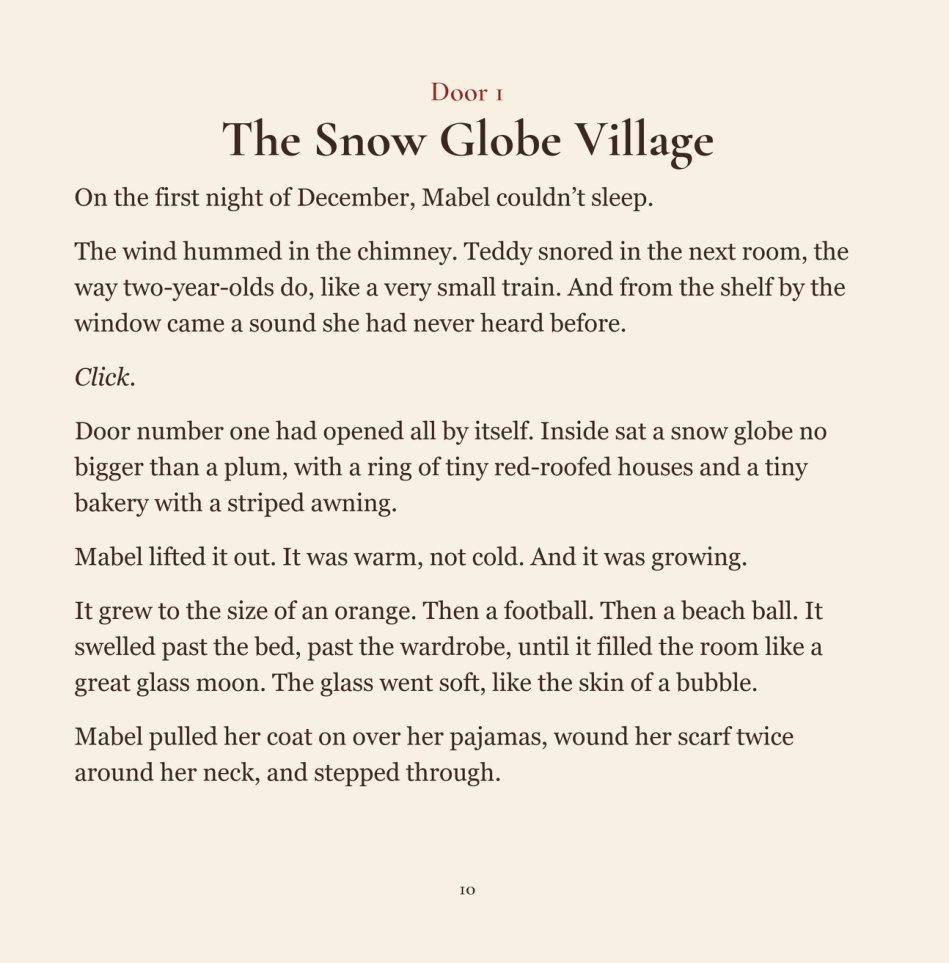 Door 1
The Snow Globe Village
On the first night of December, Mabel couldn’t sleep.
The wind hummed in the chimney. Teddy snored in the next room, the
way two-year-olds do, like a very small train. And from the shelf by the
window came a sound she had never heard before.
Click.
Door number one had opened all by itself. Inside sat a snow globe no
bigger than a plum, with a ring of tiny red-roofed houses and a tiny
bakery with a striped awning.
Mabel lifted it out. It was warm, not cold. And it was growing.
It grew to the size of an orange. Then a football. Then a beach ball. It
swelled past the bed, past the wardrobe, until it filled the room like a
great glass moon. The glass went soft, like the skin of a bubble.
Mabel pulled her coat on over her pajamas, wound her scarf twice
around her neck, and stepped through.
10